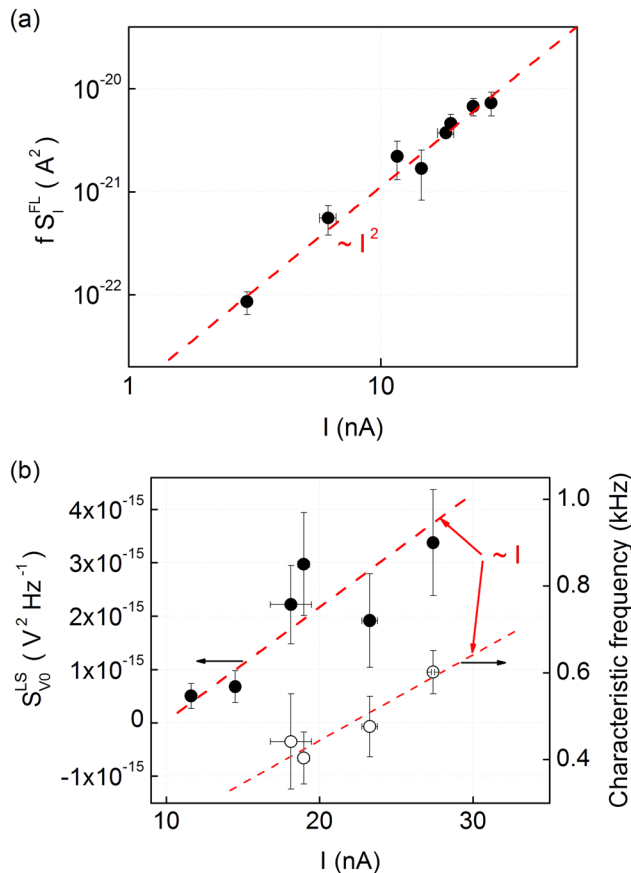 (a)
f S_I^FL ( A^2 )
10^-20
10^-21
10^-22
~ I^2
1
10
I (nA)
(b)
S_V0^LS ( V^2 Hz^-1 )
4x10^-15
3x10^-15
2x10^-15
1x10^-15
0
-1x10^-15
~ I
1.0
0.8
0.6
0.4
Characteristic frequency (kHz)
10
20
30
I (nA)